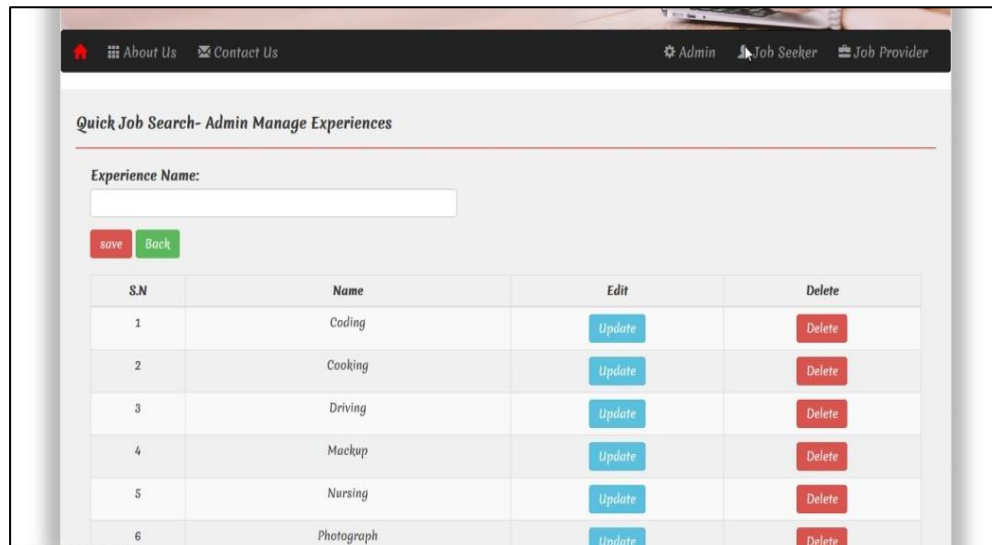 About Us Contact Us Admin Job Seeker Job Provider
Quick Job Search- Admin Manage Experiences
Experience Name:
save Back
S.N Name Edit Delete
1 Coding Update Delete
2 Cooking Update Delete
3 Driving Update Delete
4 Mackup Update Delete
5 Nursing Update Delete
6 Photograph Update Delete